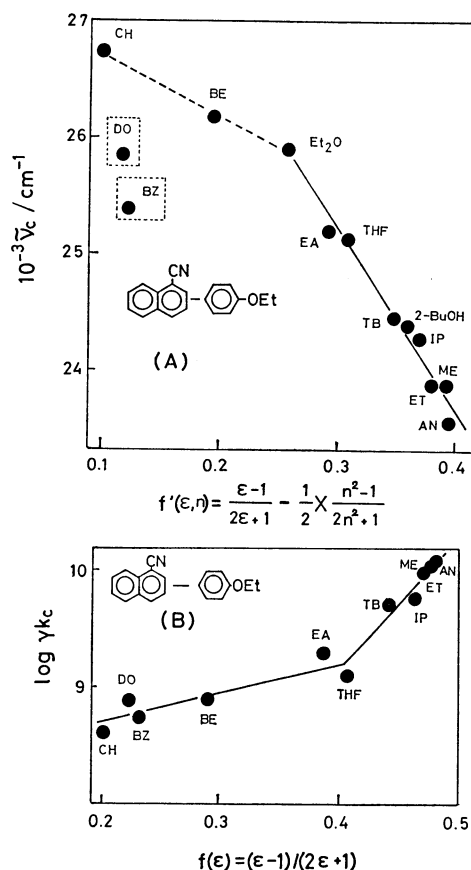 27
CH
BE
26
DO
Et₂O
BZ
10⁻³ ν̃c / cm⁻¹
25
EA
THF
CN
OEt
TB
2-BuOH
IP
(A)
24
ET
ME
AN
0.1
0.2
0.3
0.4
f'(ε,n) = (ε-1)/(2ε+1) - 1/2 × (n²-1)/(2n²+1)
10
CN
OEt
ME
AN
ET
(B)
TB
IP
log γkc
EA
DO
9
THF
BE
BZ
CH
0.2
0.3
0.4
0.5
f(ε) = (ε-1)/(2ε+1)